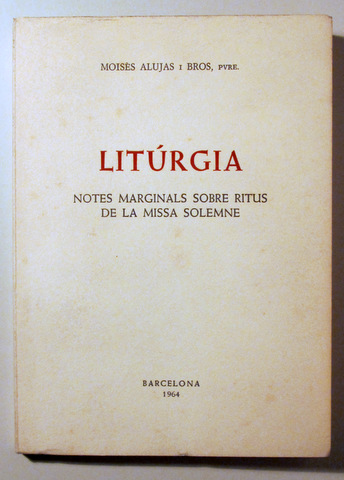 MOISÈS ALUJAS I BROS, PVRE.
LITÚRGIA
NOTES MARGINALS SOBRE RITUS
DE LA MISSA SOLEMNE
BARCELONA
1964